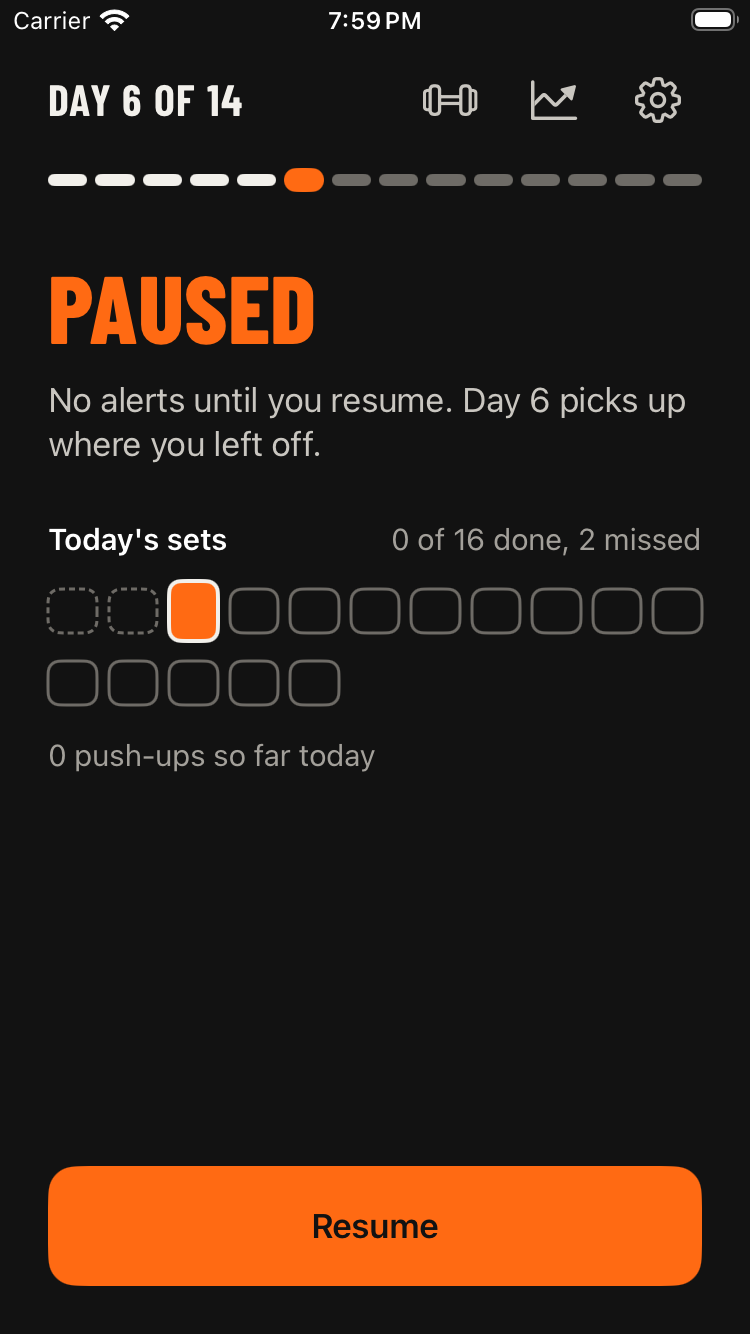 Carrier 7:59 PM
DAY 6 OF 14
PAUSED
No alerts until you resume. Day 6 picks up
where you left off.
Today's sets 0 of 16 done, 2 missed
0 push-ups so far today
Resume